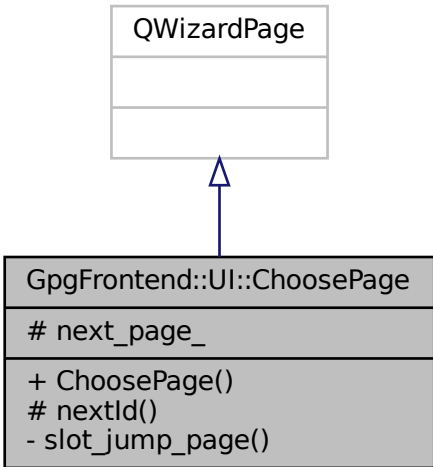 QWizardPage
GpgFrontend::UI::ChoosePage
# next_page_
+ ChoosePage()
# nextId()
- slot_jump_page()